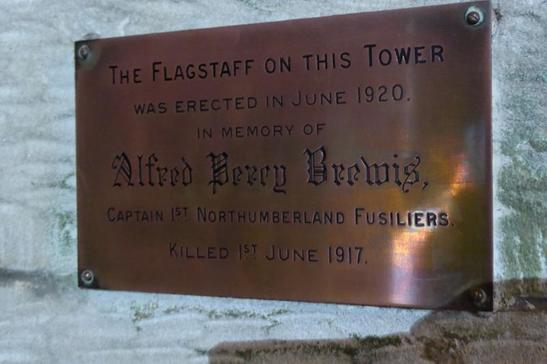 THE FLAGSTAFF ON THIS TOWER
WAS ERECTED IN JUNE 1920.
IN MEMORY OF
Alfred Percy Brewis,
CAPTAIN 1ST NORTHUMBERLAND FUSILIERS.
KILLED 1ST JUNE 1917.